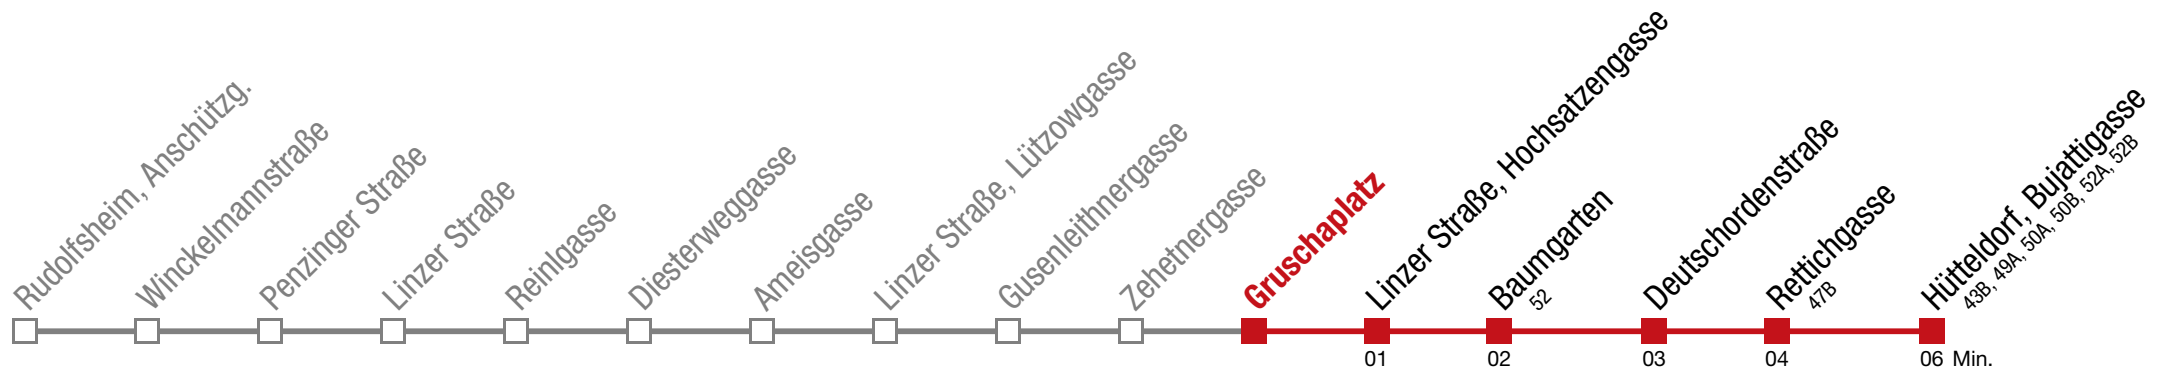 Rudolfsheim, Anschützg.
Winckelmannstraße
Penzinger Straße
Linzer Straße
Reinlgasse
Diesterweggasse
Ameisgasse
Linzer Straße, Lützowgasse
Gusenleithnergasse
Zehetnergasse
Gruschaplatz
Linzer Straße, Hochsatzengasse
Baumgarten
52
Deutschordenstraße
Rettichgasse
47B
Hütteldorf, Bujattigasse
43B, 49A, 50A, 50B, 52A, 52B
01 02 03 04 06 Min.